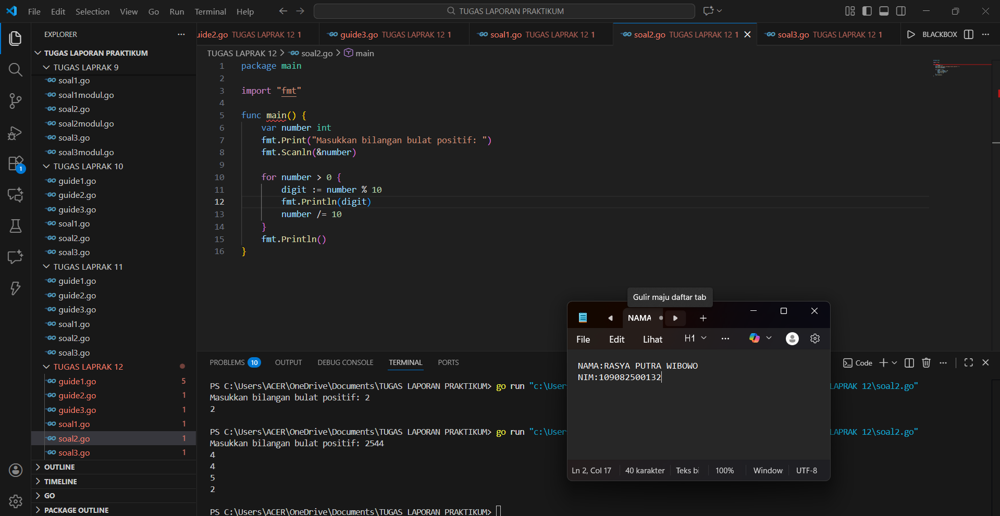 File Edit Selection View Go Run Terminal Help
TUGAS LAPORAN PRAKTIKUM
EXPLORER
TUGAS LAPORAN PRAKTIKUM
TUGAS LAPRAK 9
soal1.go
soal1modul.go
soal2.go
soal2modul.go
soal3.go
soal3modul.go
TUGAS LAPRAK 10
guide1.go
guide2.go
guide3.go
soal1.go
soal2.go
soal3.go
TUGAS LAPRAK 11
guide1.go
guide2.go
guide3.go
soal1.go
soal2.go
soal3.go
TUGAS LAPRAK 12
guide1.go 5
guide2.go 1
guide3.go 1
soal1.go 1
soal2.go 1
soal3.go 1
OUTLINE
TIMELINE
GO
PACKAGE OUTLINE
1
uide2.go TUGAS LAPRAK 12 1
GO guide3.go TUGAS LAPRAK 12 1
GO soal1.go TUGAS LAPRAK 12 1
GO soal2.go TUGAS LAPRAK 12 1
GO soal3.go TUGAS LAPRAK 12 1
BLACKBOX
TUGAS LAPRAK 12 > GO soal2.go > main
1 package main
2
3 import "fmt"
4
5 func main() {
6 var number int
7 fmt.Print("Masukkan bilangan bulat positif: ")
8 fmt.Scanln(&number)
9
10 for number > 0 {
11 digit := number % 10
12 fmt.Println(digit)
13 number /= 10
14 }
15 fmt.Println()
16 }
PROBLEMS 10 OUTPUT DEBUG CONSOLE TERMINAL PORTS
Code
PS C:\Users\ACER\OneDrive\Documents\TUGAS LAPORAN PRAKTIKUM> go run "c:\User LAPRAK 12\soal2.go"
Masukkan bilangan bulat positif: 2
2
PS C:\Users\ACER\OneDrive\Documents\TUGAS LAPORAN PRAKTIKUM> go run "c:\User LAPRAK 12\soal2.go"
Masukkan bilangan bulat positif: 2544
4
4
5
2
PS C:\Users\ACER\OneDrive\Documents\TUGAS LAPORAN PRAKTIKUM>
Gulir maju daftar tab
NAMA
File Edit Lihat H1
NAMA:RASYA PUTRA WIBOWO
NIM:109082500132
Ln 2, Col 17 40 karakter Teks bi 100% Window UTF-8